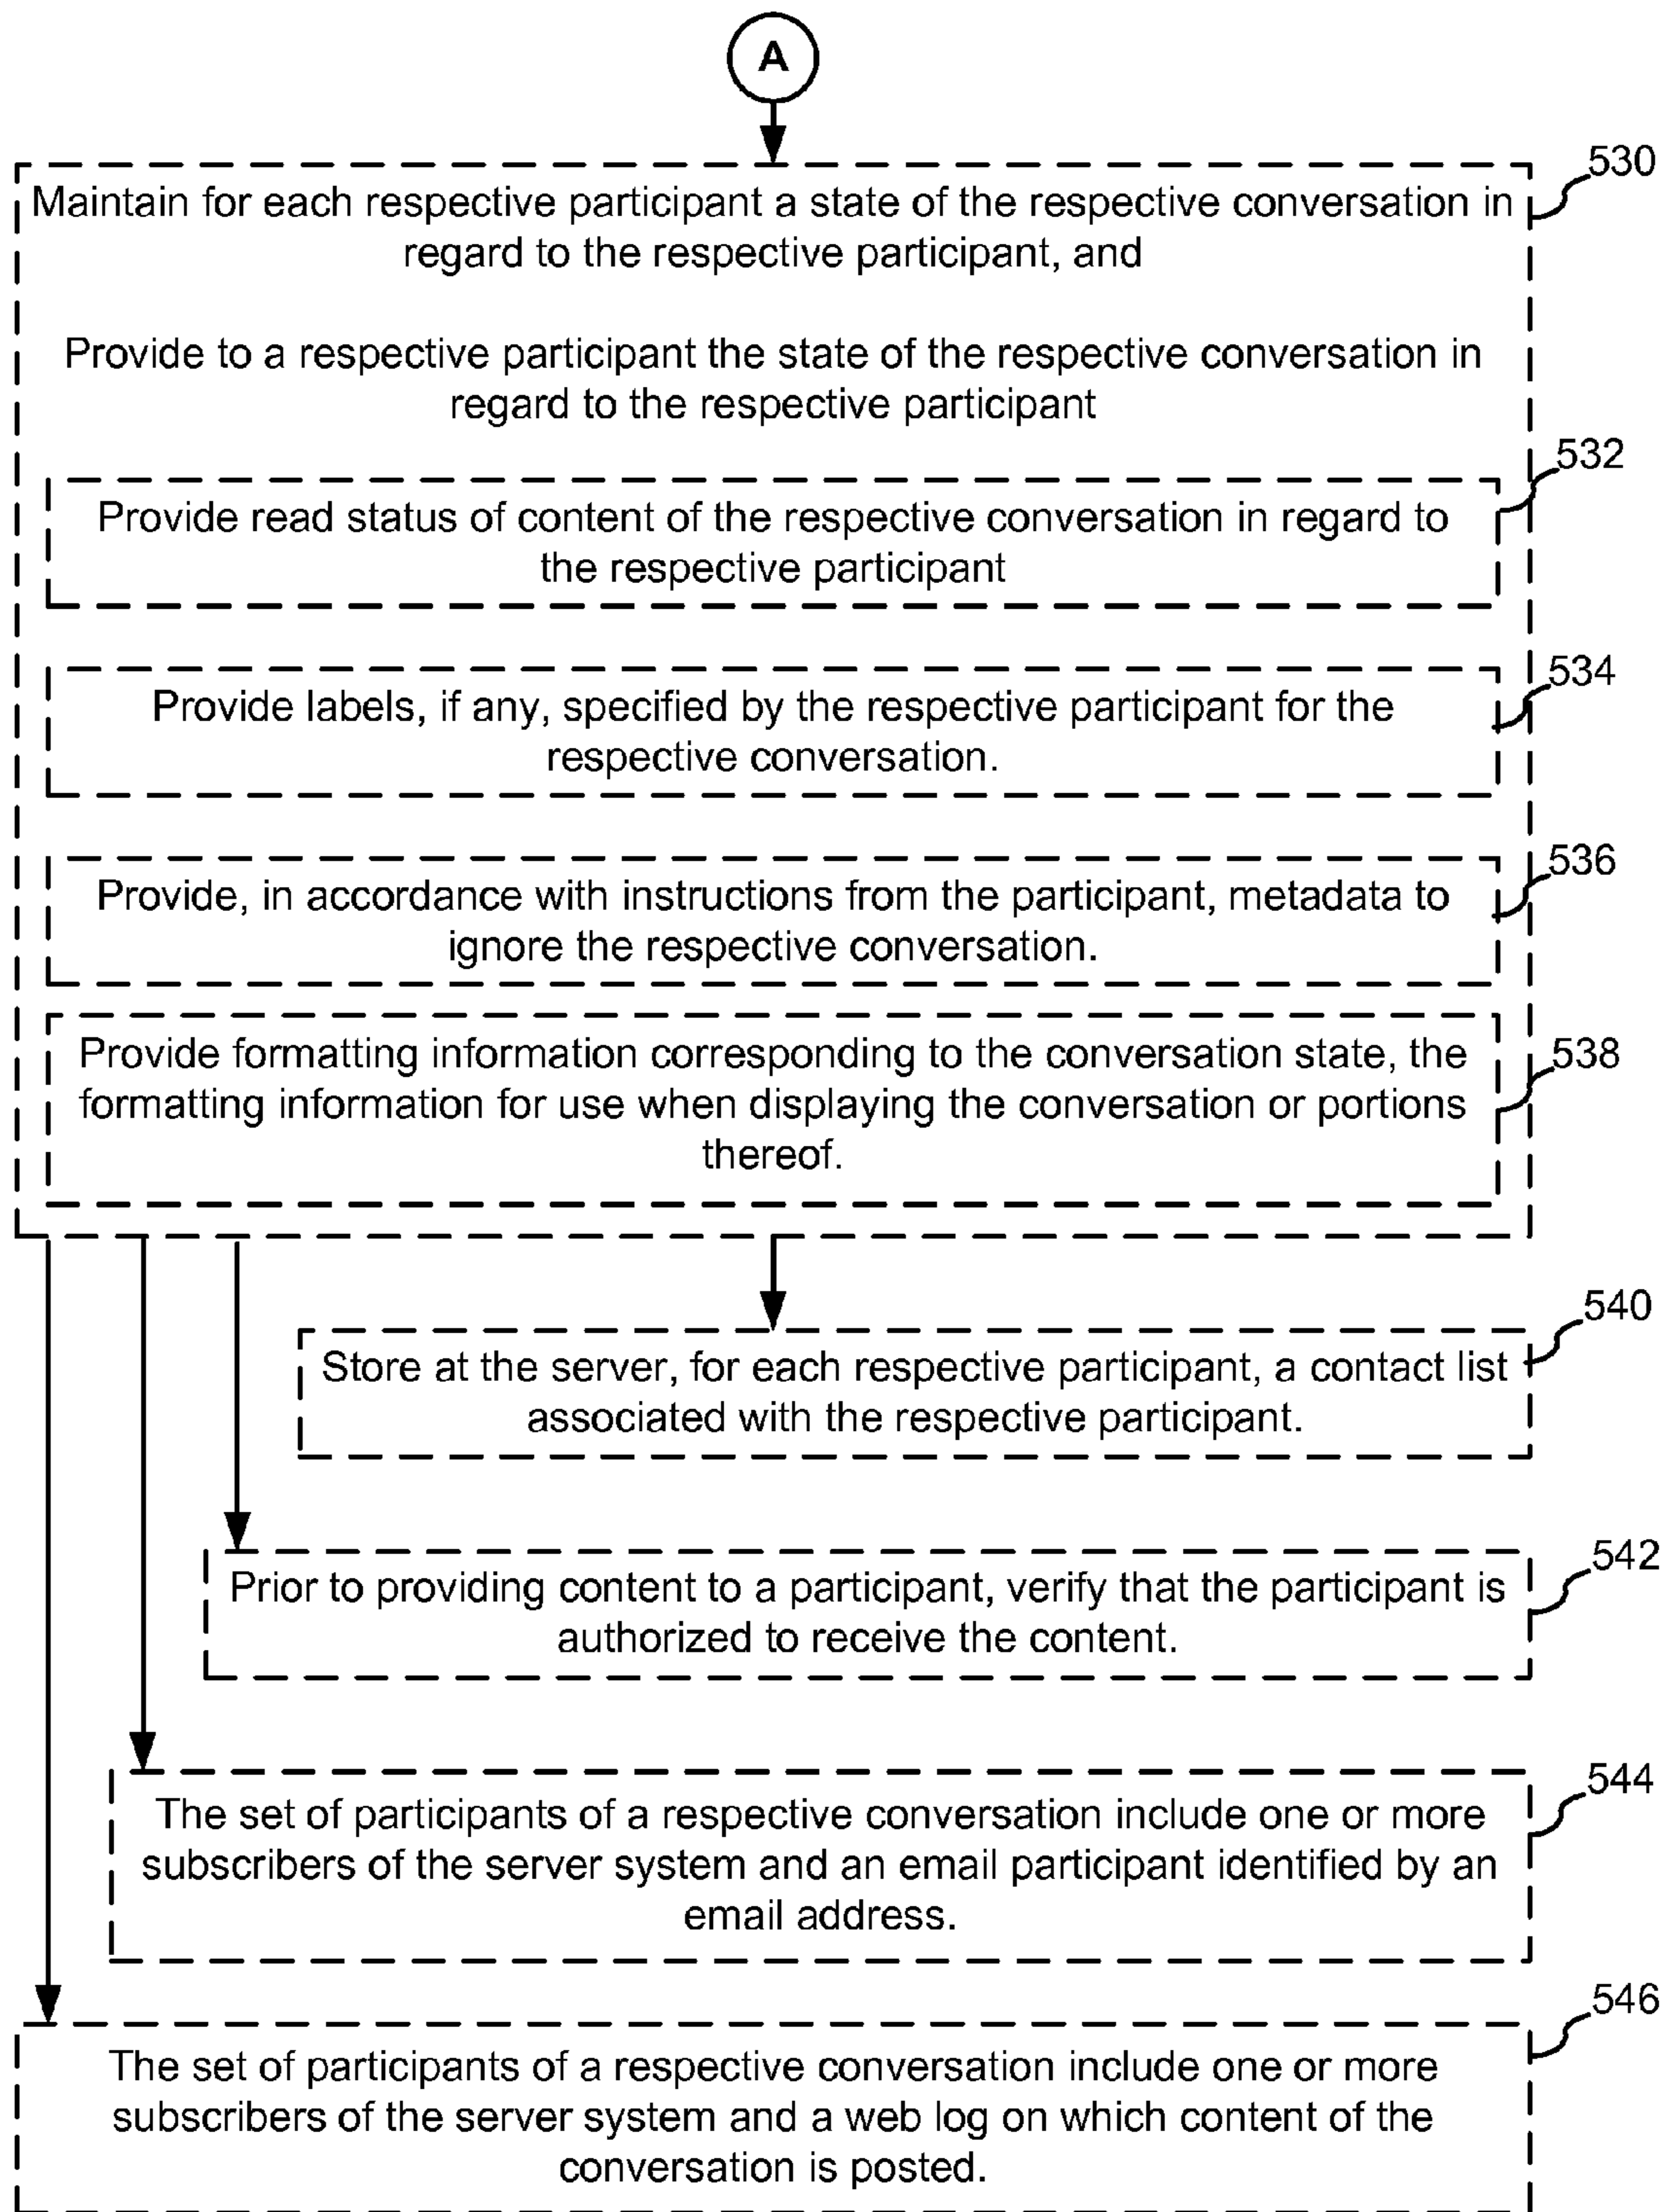 A
530
Maintain for each respective participant a state of the respective conversation in
regard to the respective participant, and
Provide to a respective participant the state of the respective conversation in
regard to the respective participant
532
Provide read status of content of the respective conversation in regard to
the respective participant
534
Provide labels, if any, specified by the respective participant for the
respective conversation.
536
Provide, in accordance with instructions from the participant, metadata to
ignore the respective conversation.
538
Provide formatting information corresponding to the conversation state, the
formatting information for use when displaying the conversation or portions
thereof.
540
Store at the server, for each respective participant, a contact list
associated with the respective participant.
542
Prior to providing content to a participant, verify that the participant is
authorized to receive the content.
544
The set of participants of a respective conversation include one or more
subscribers of the server system and an email participant identified by an
email address.
546
The set of participants of a respective conversation include one or more
subscribers of the server system and a web log on which content of the
conversation is posted.